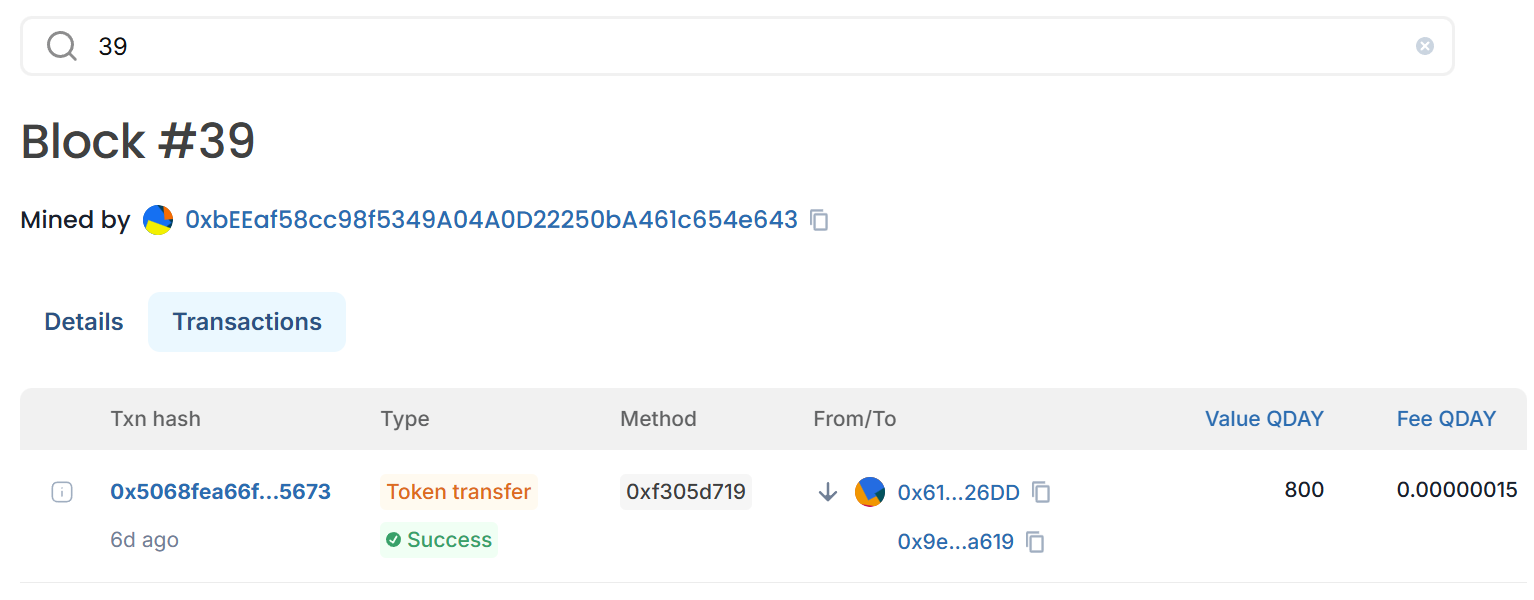 39
Block #39
Mined by 0xbEEaf58cc98f5349A04A0D22250bA461c654e643
Details Transactions
Txn hash Type Method From/To Value QDAY Fee QDAY
0x5068fea66f...5673 Token transfer 0xf305d719 0x61...26DD 800 0.00000015
6d ago Success 0x9e...a619